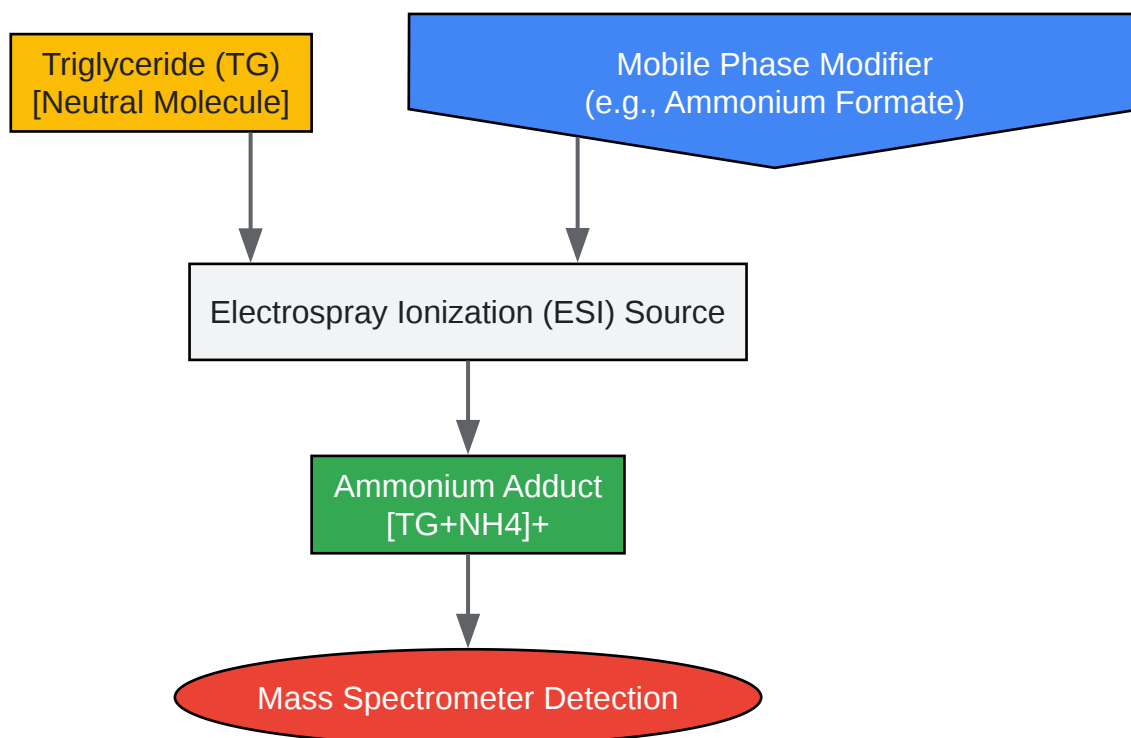 Triglyceride (TG)
[Neutral Molecule]
Mobile Phase Modifier
(e.g., Ammonium Formate)
Electrospray Ionization (ESI) Source
Ammonium Adduct
[TG+NH4]+
Mass Spectrometer Detection